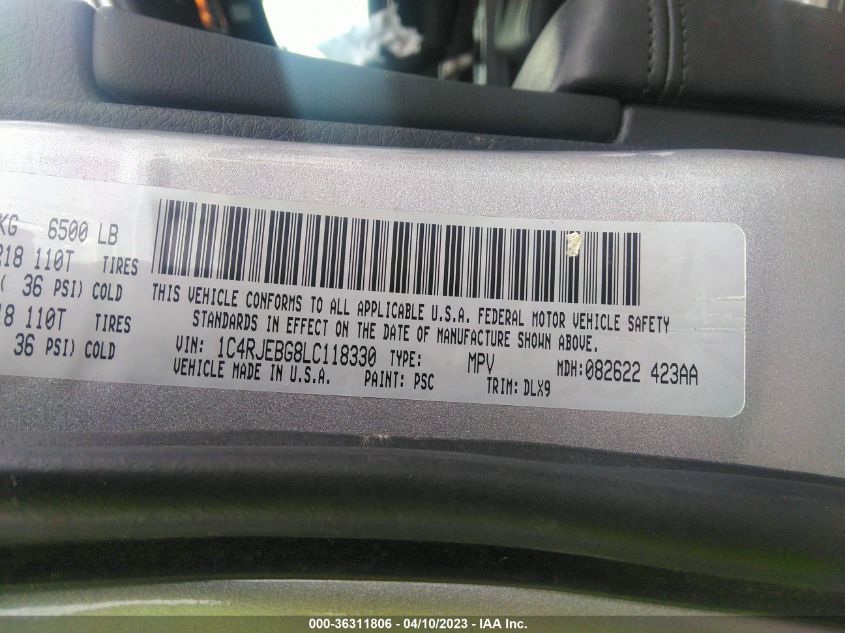 KG 6500 LB
R18 110T TIRES
( 36 PSI) COLD
18 110T TIRES
36 PSI) COLD
THIS VEHICLE CONFORMS TO ALL APPLICABLE U.S.A. FEDERAL MOTOR VEHICLE SAFETY
STANDARDS IN EFFECT ON THE DATE OF MANUFACTURE SHOWN ABOVE.
VIN: 1C4RJEBG8LC118330 TYPE: MPV MDH:082622 423AA
VEHICLE MADE IN U.S.A. PAINT: PSC TRIM: DLX9
000-36311806 - 04/10/2023 - IAA Inc.